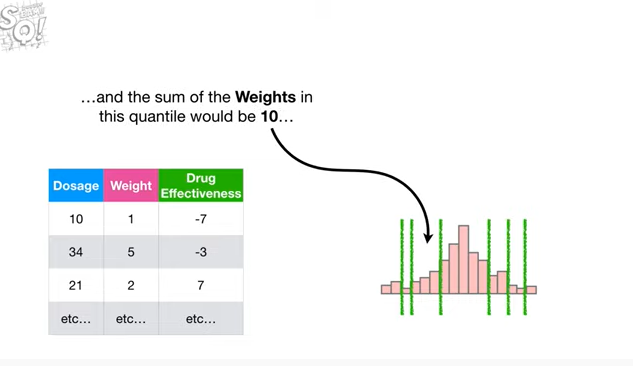 SQ!
…and the sum of the Weights in
this quantile would be 10…
Dosage Weight Drug Effectiveness
10 1 -7
34 5 -3
21 2 7
etc… etc… etc…